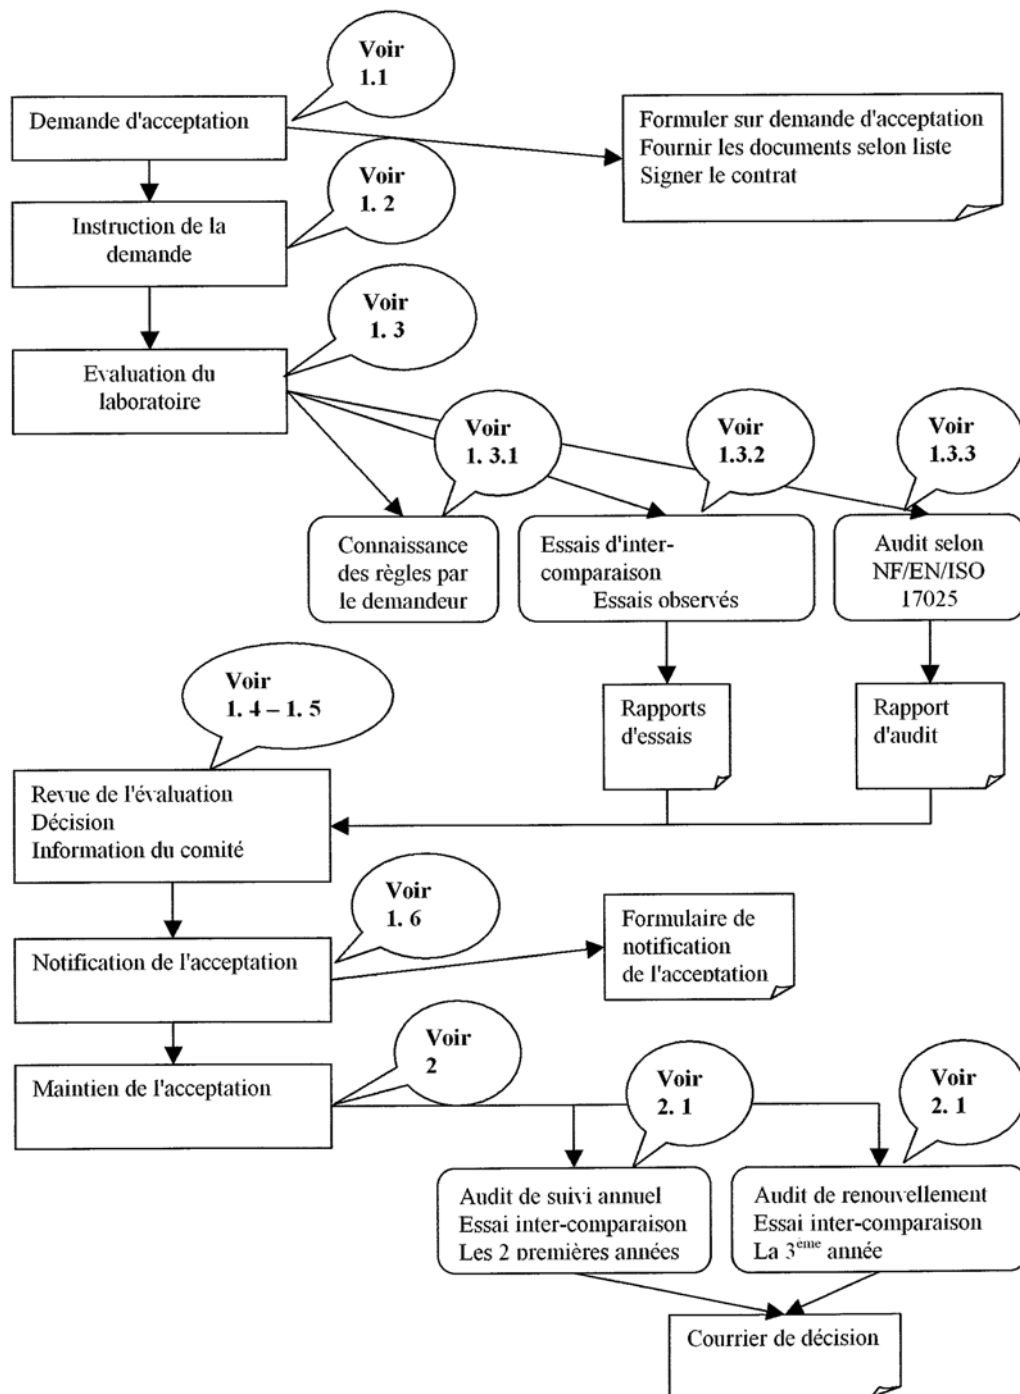 Voir
1.1
Demande d'acceptation
Formuler sur demande d'acceptation
Fournir les documents selon liste
Signer le contrat
Voir
1. 2
Instruction de la
demande
Voir
1. 3
Evaluation du
laboratoire
Voir
1. 3.1
Voir
1.3.2
Voir
1.3.3
Connaissance
des règles par
le demandeur
Essais d'inter-
comparaison
Essais observés
Audit selon
NF/EN/ISO
17025
Voir
1. 4 – 1. 5
Rapports
d'essais
Rapport
d'audit
Revue de l'évaluation
Décision
Information du comité
Voir
1. 6
Notification de l'acceptation
Formulaire de
notification
de l'acceptation
Voir
2
Maintien de l'acceptation
Voir
2. 1
Voir
2. 1
Audit de suivi annuel
Essai inter-comparaison
Les 2 premières années
Audit de renouvellement
Essai inter-comparaison
La 3ème année
Courrier de décision